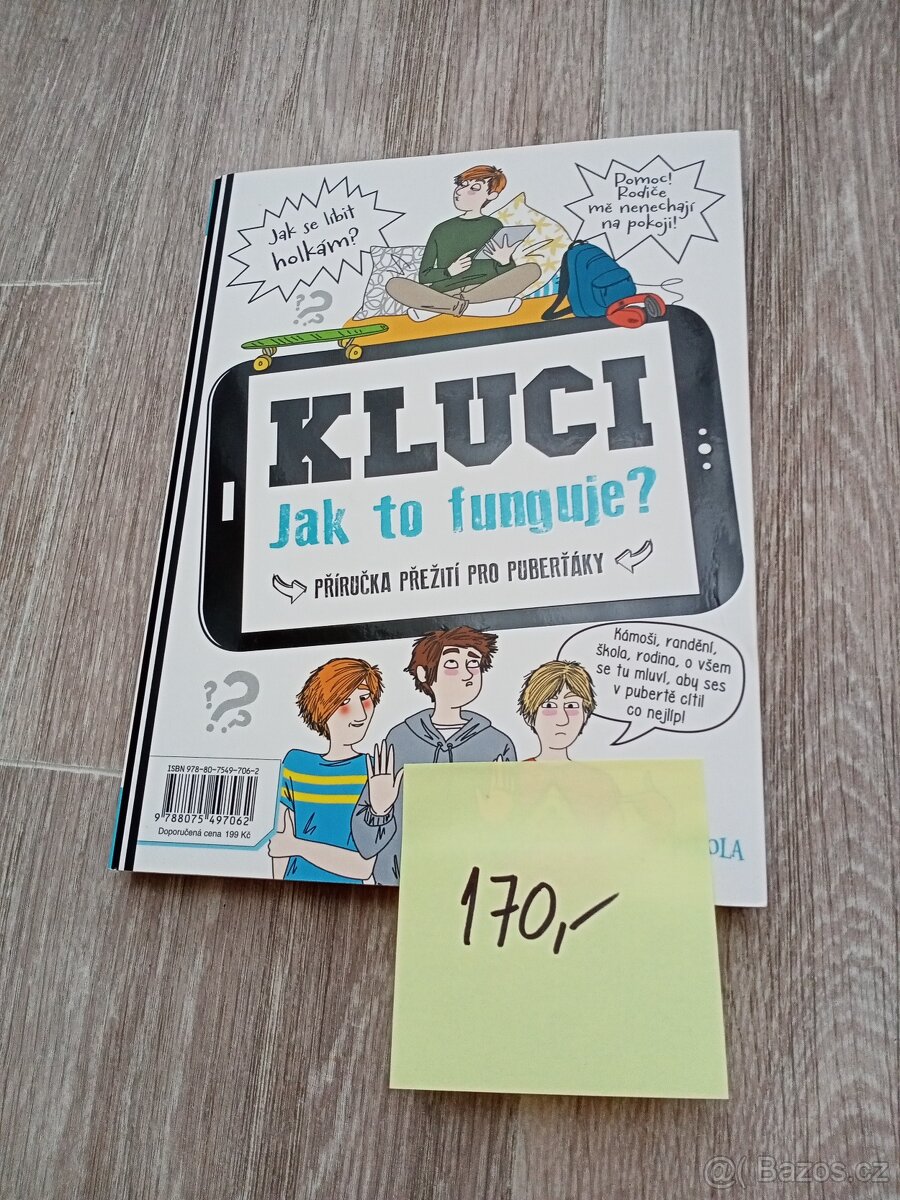 Jak se líbit
holkám?
Pomoc!
Rodiče
mě nenechají
na pokoji!
KLUCI
Jak to funguje?
PŘÍRUČKA PŘEŽITÍ PRO PUBERŤÁKY
Kámoši, randění,
škola, rodina, o všem
se tu mluví, aby ses
v pubertě cítil
co nejlíp!
ISBN 978-80-7549-706-2
9 788075 497062
Doporučená cena 199 Kč
OLA
170,-
@ Bazos.cz